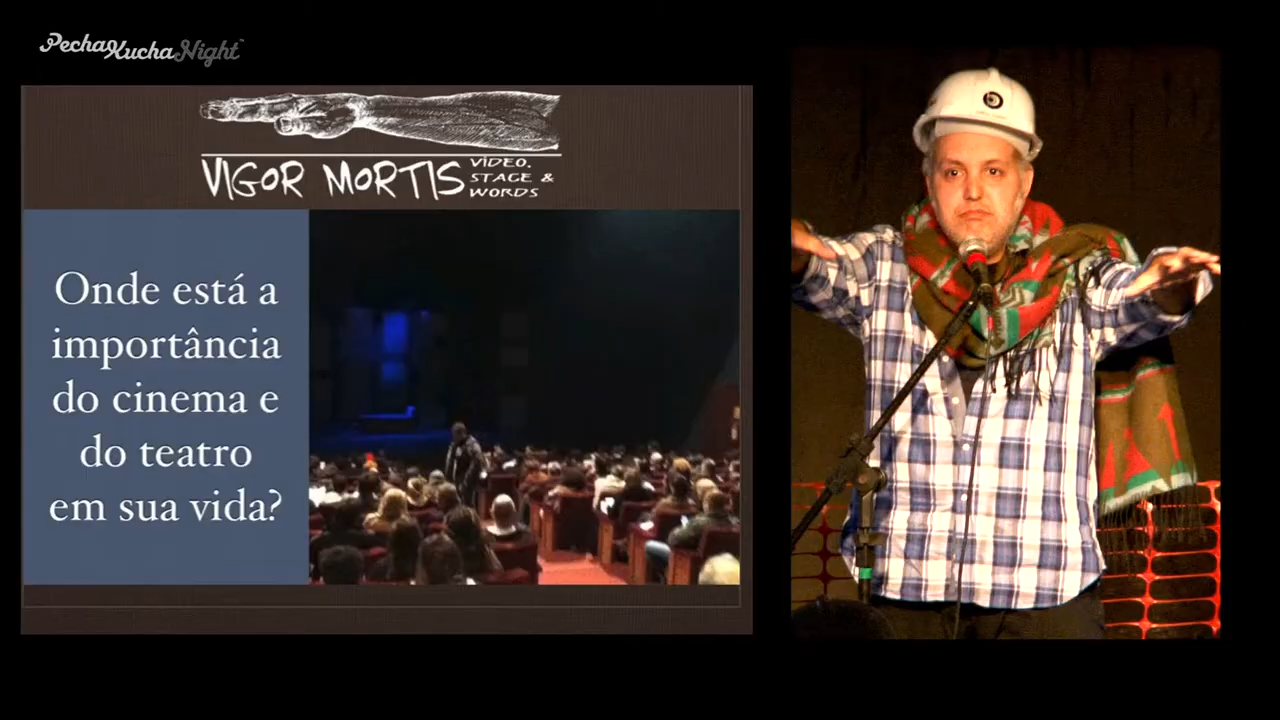 PechaKuchaNight
VIGOR MORTIS
VIDEO.
STAGE &
WORDS
Onde está a
importância
do cinema e
do teatro
em sua vida?